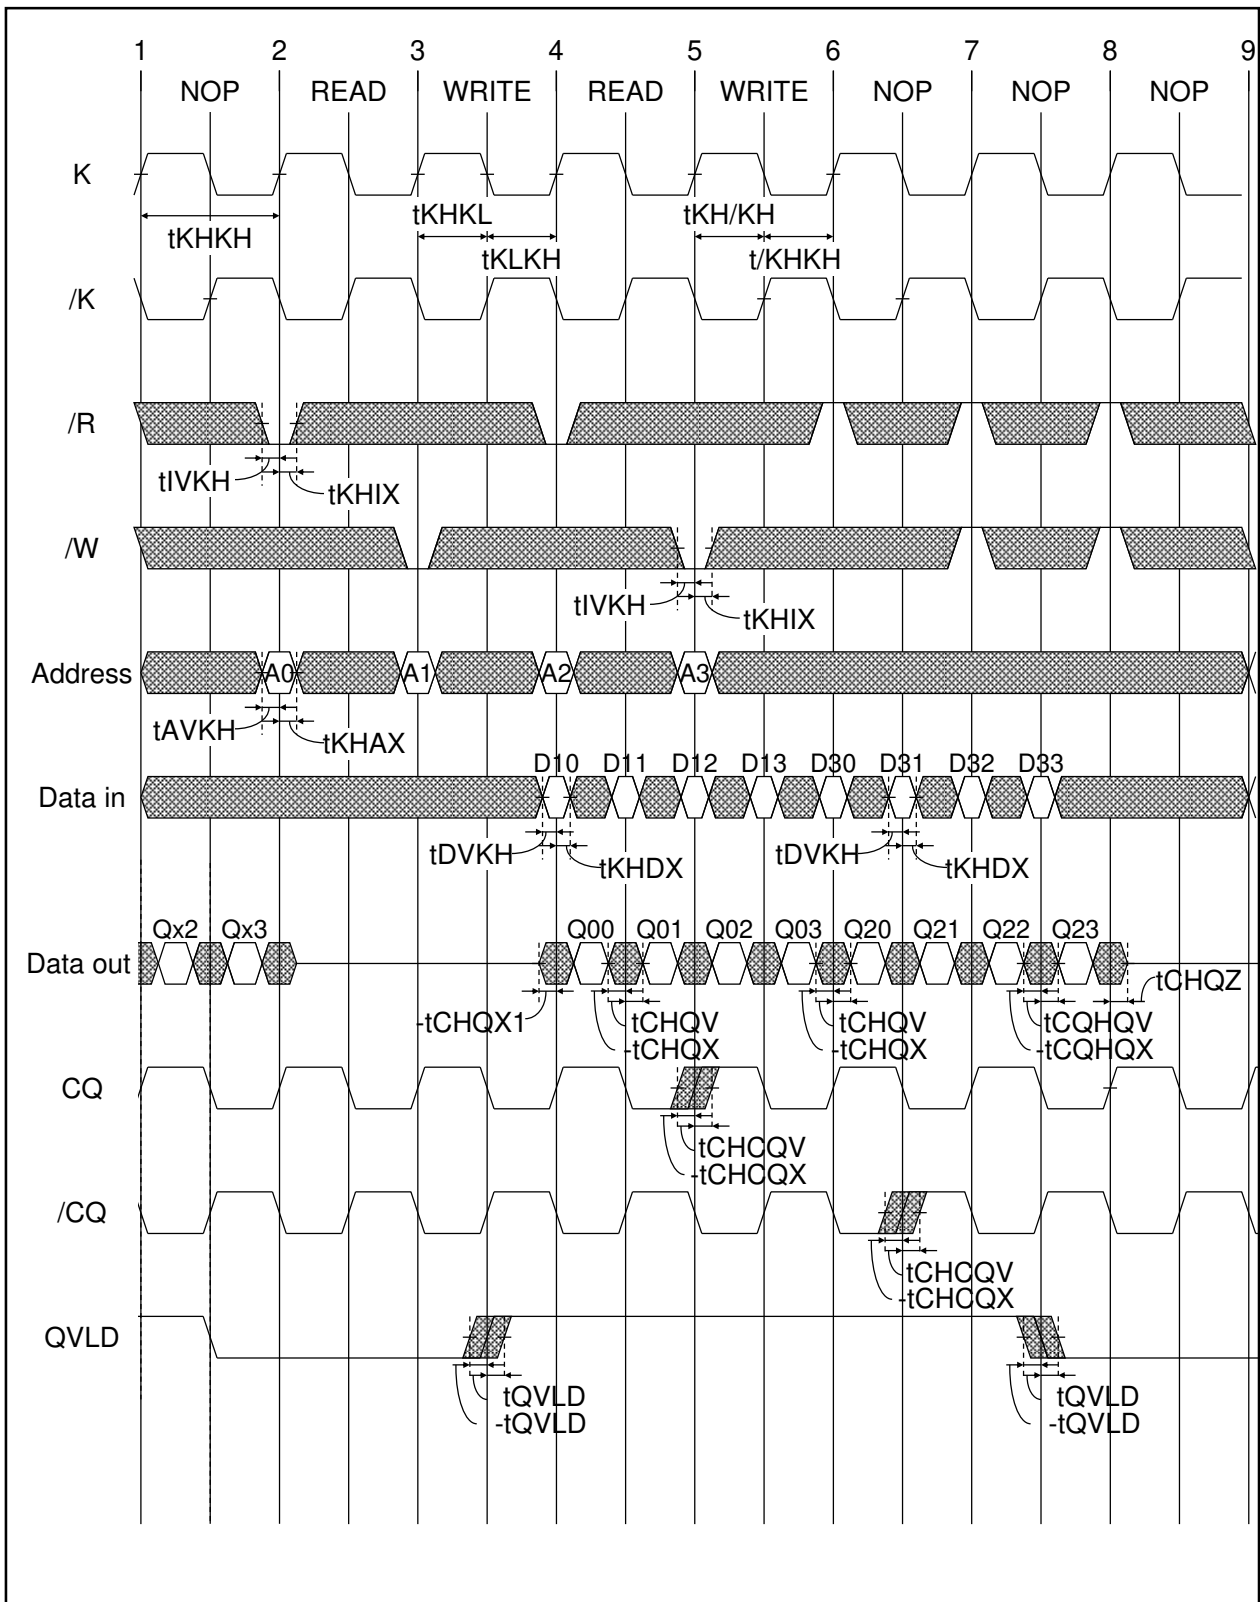 1 2 3 4 5 6 7 8 9
NOP READ WRITE READ WRITE NOP NOP NOP
K
tKHKH tKHKL tKLKH tKH/KH t/KHKH
/K
/R
tIVKH tKHIX
/W
tIVKH tKHIX
Address A0 A1 A2 A3
tAVKH tKHAX
D10 D11 D12 D13 D30 D31 D32 D33
Data in
tDVKH tKHDX tDVKH tKHDX
Qx2 Qx3 Q00 Q01 Q02 Q03 Q20 Q21 Q22 Q23
Data out
tCHQZ
-tCHQX1 tCHQV tCHQV tCQHQV
-tCHQX -tCHQX -tCQHQX
CQ
tCHCQV
-tCHCQX
/CQ
tCHCQV
-tCHCQX
QVLD
tQVLD tQVLD
-tQVLD -tQVLD